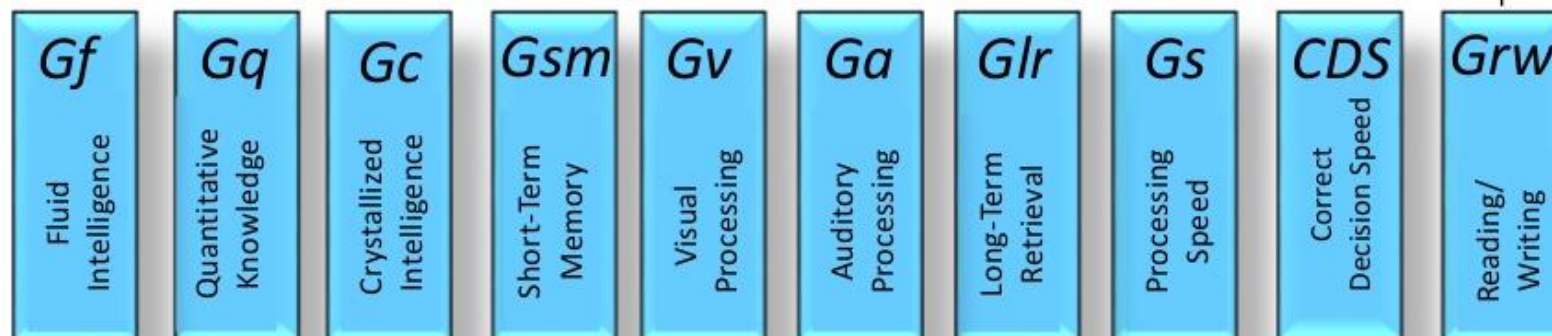 Gf
Fluid
Intelligence
Gq
Quantitative
Knowledge
Gc
Crystallized
Intelligence
Gsm
Short-Term
Memory
Gv
Visual
Processing
Ga
Auditory
Processing
Glr
Long-Term
Retrieval
Gs
Processing
Speed
CDS
Correct
Decision Speed
Grw
Reading/
Writing